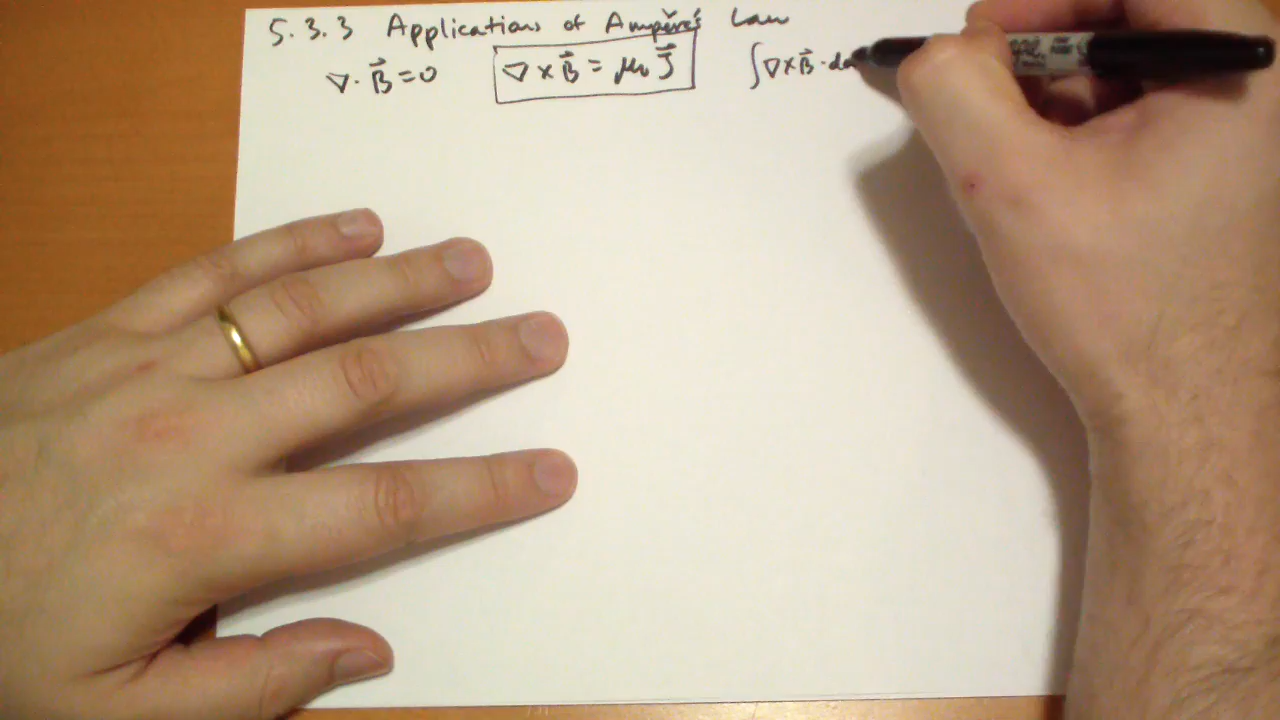 5.3.3 Applications of Ampère's Law
∇·B⃗=0 ∇×B⃗=μ₀J⃗ ∫∇×B⃗·da